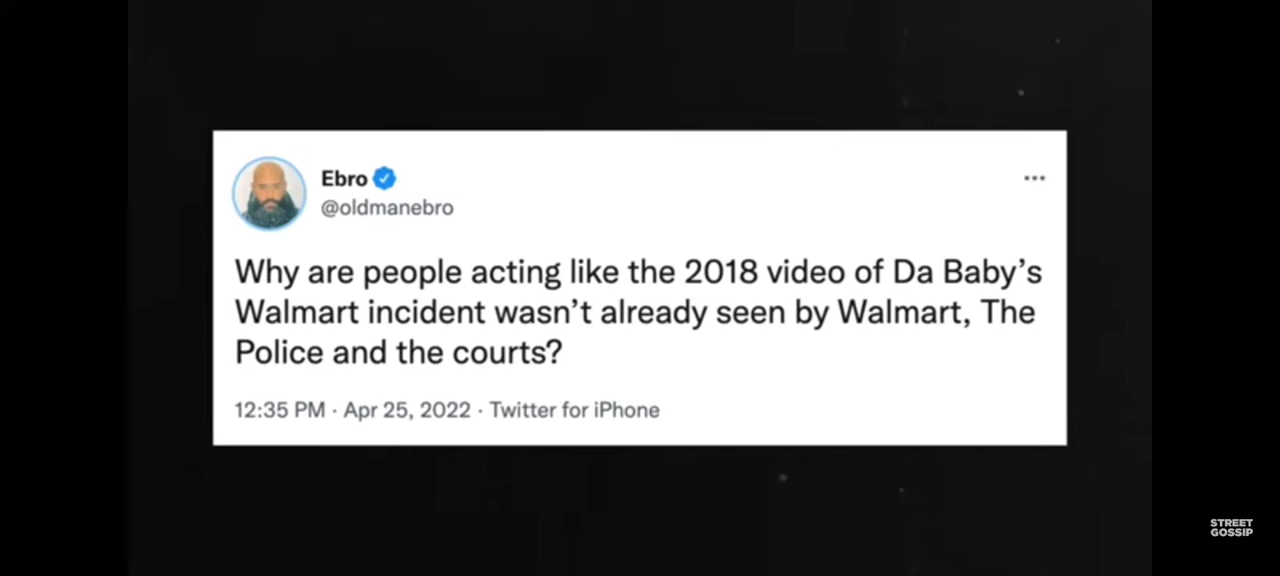 Ebro
@oldmanebro
Why are people acting like the 2018 video of Da Baby’s
Walmart incident wasn’t already seen by Walmart, The
Police and the courts?
12:35 PM · Apr 25, 2022 · Twitter for iPhone
STREET
GOSSIP